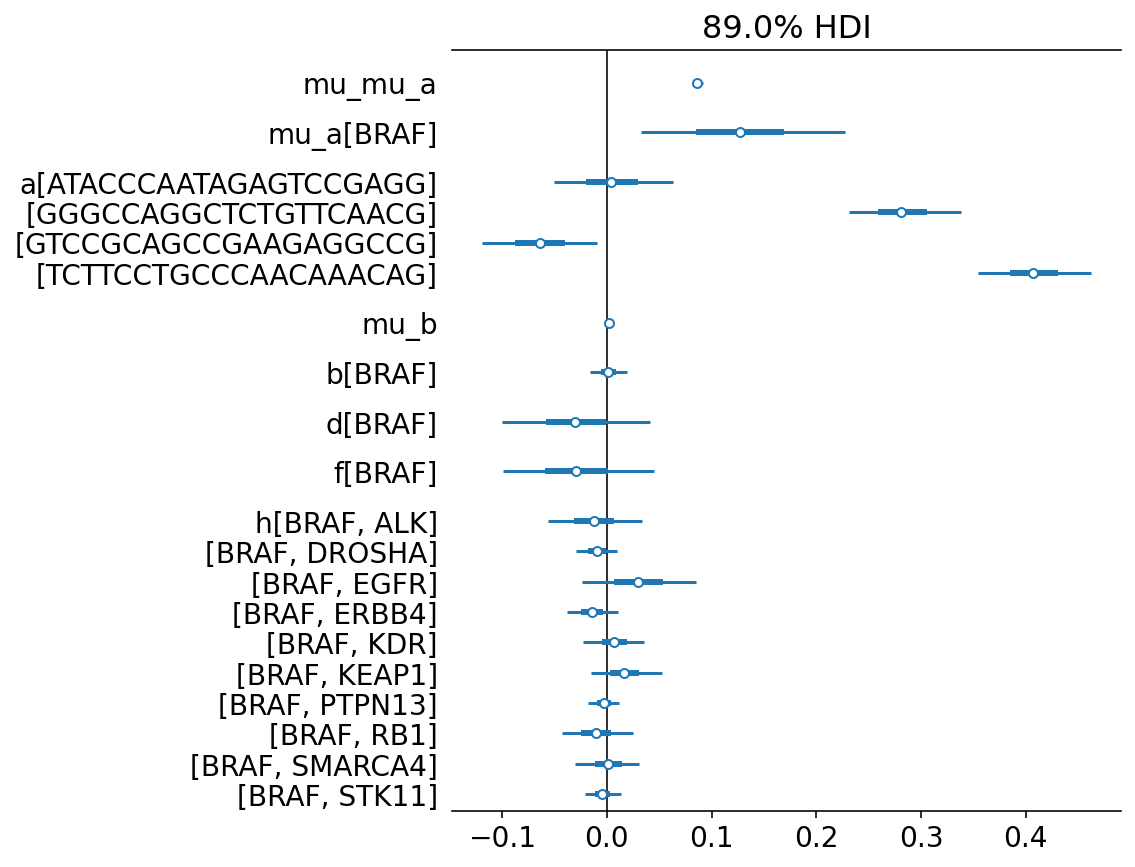 89.0% HDI
mu_mu_a
mu_a[BRAF]
a[ATACCCAATAGAGTCCGAGG]
[GGGCCAGGCTCTGTTCAACG]
[GTCCGCAGCCGAAGAGGCCG]
[TCTTCCTGCCCAACAAACAG]
mu_b
b[BRAF]
d[BRAF]
f[BRAF]
h[BRAF, ALK]
[BRAF, DROSHA]
[BRAF, EGFR]
[BRAF, ERBB4]
[BRAF, KDR]
[BRAF, KEAP1]
[BRAF, PTPN13]
[BRAF, RB1]
[BRAF, SMARCA4]
[BRAF, STK11]
−0.1 0.0 0.1 0.2 0.3 0.4